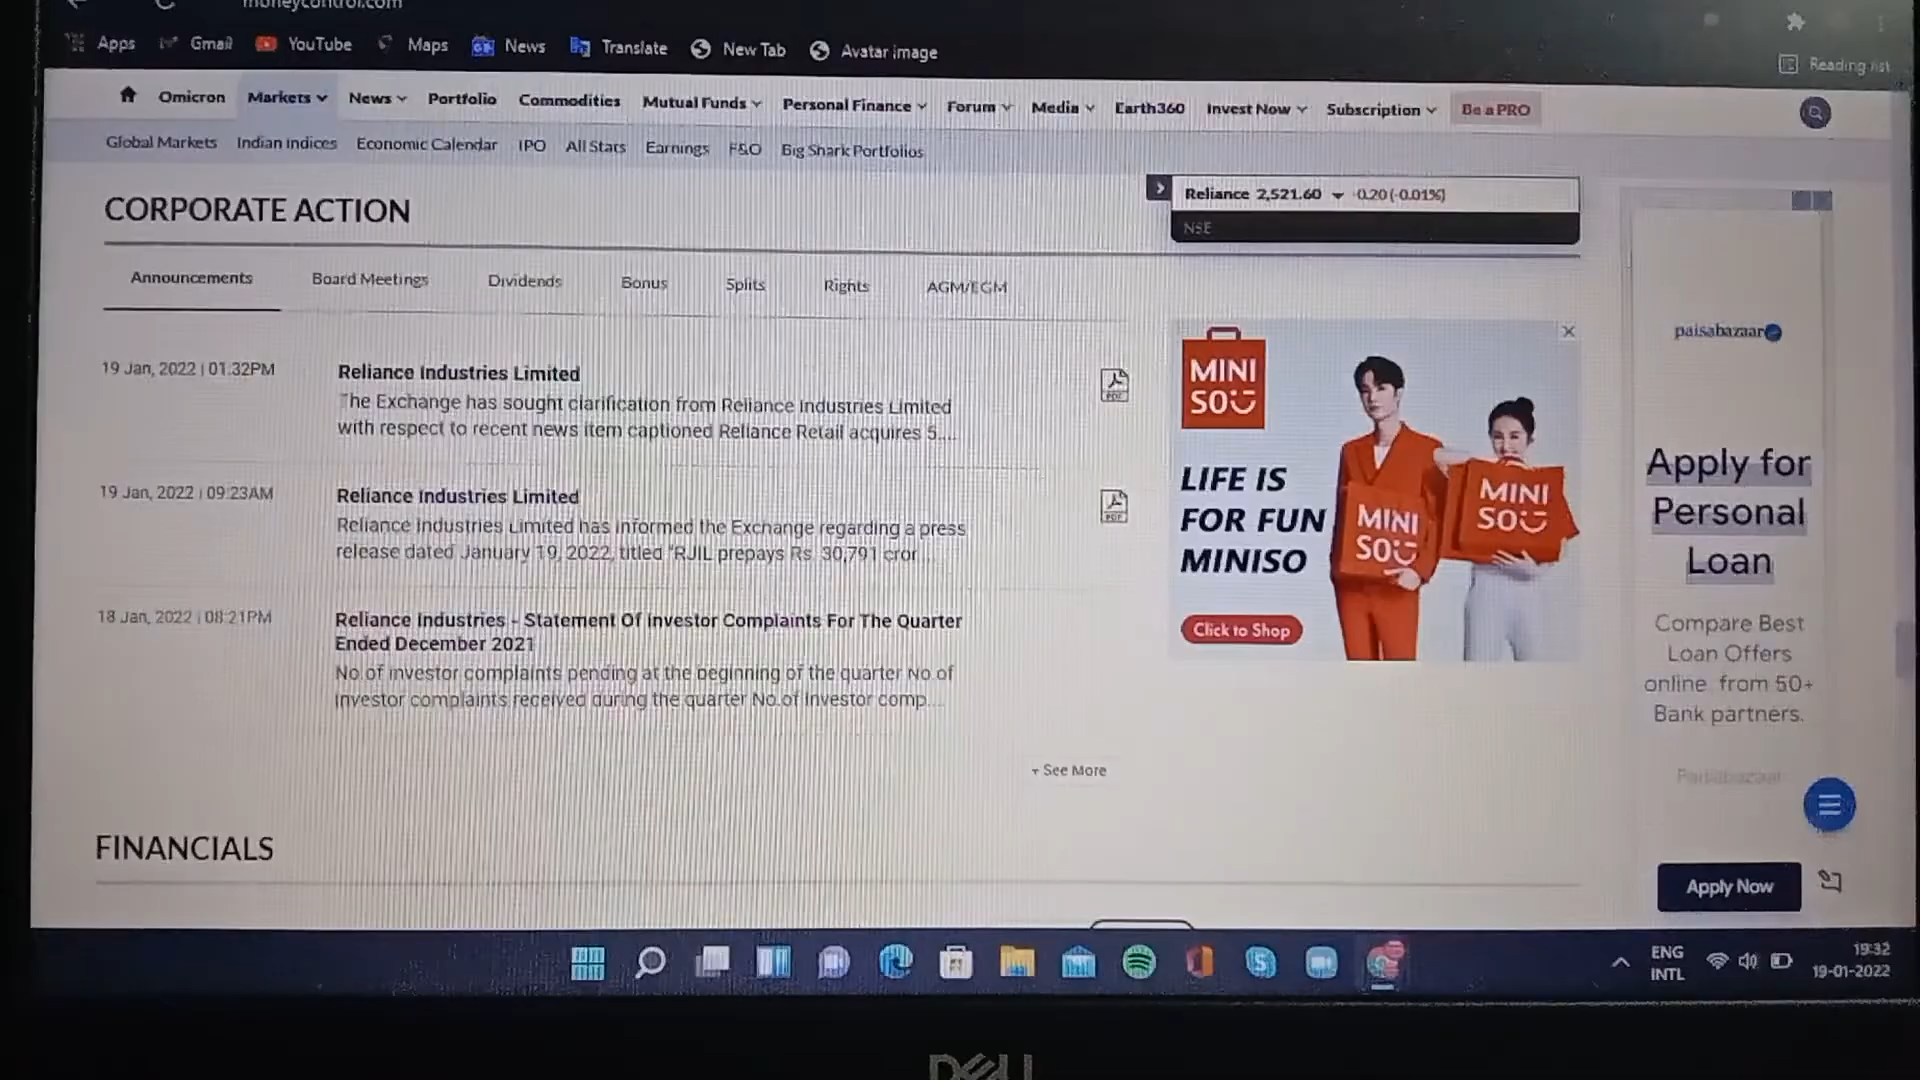 moneycontrol.com
Apps Gmail YouTube Maps News Translate New Tab Avatar image
Reading list
Omicron Markets News Portfolio Commodities Mutual Funds Personal Finance Forum Media Earth360 Invest Now Subscription Be a PRO
Global Markets Indian Indices Economic Calendar IPO All Stars Earnings F&O Big Shark Portfolios
CORPORATE ACTION
Reliance 2,521.60 -0.20 (-0.01%)
NSE
Announcements Board Meetings Dividends Bonus Splits Rights AGM/EGM
19 Jan, 2022 | 01:32PM
Reliance Industries Limited
The Exchange has sought clarification from Reliance Industries Limited
with respect to recent news item captioned Reliance Retail acquires 5....
PDF
19 Jan, 2022 | 09:23AM
Reliance Industries Limited
Reliance Industries Limited has informed the Exchange regarding a press
release dated January 19, 2022, titled "RJIL prepays Rs. 30,791 cror...
PDF
18 Jan, 2022 | 08:21PM
Reliance Industries - Statement Of Investor Complaints For The Quarter
Ended December 2021
No.of investor complaints pending at the beginning of the quarter No.of
Investor complaints received during the quarter No.of Investor comp....
+ See More
FINANCIALS
MINI
SO
LIFE IS
FOR FUN
MINISO
Click to Shop
MINI
SO
MINI
SO
paisabazaar
Apply for
Personal
Loan
Compare Best
Loan Offers
online from 50+
Bank partners.
Paisabazaar
Apply Now
ENG
INTL
19:32
19-01-2022
DELL